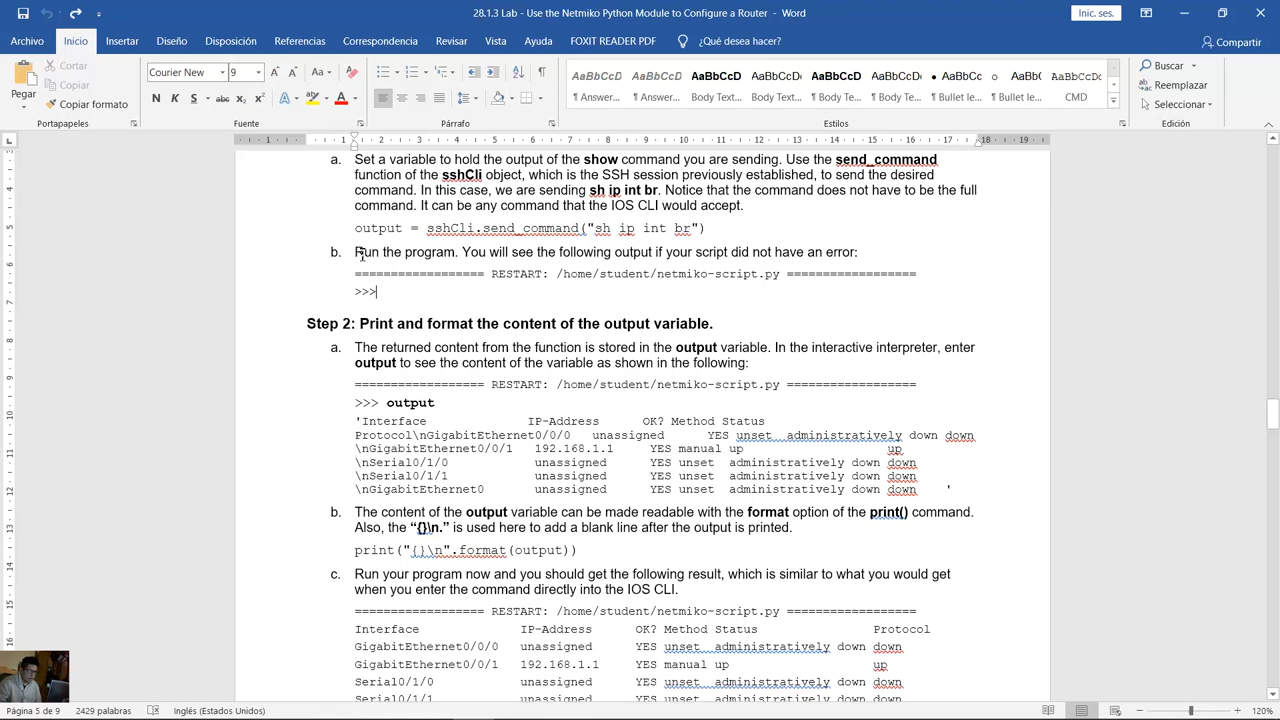 28.1.3 Lab - Use the Netmiko Python Module to Configure a Router - Word
Inic. ses.
Archivo Inicio Insertar Diseño Disposición Referencias Correspondencia Revisar Vista Ayuda FOXIT READER PDF ¿Qué desea hacer? Compartir
Pegar
Cortar
Copiar
Copiar formato
Courier New 9
Aa
N K S abc x₂ x²
A A
AaBbCcD AaBbCcD AaBbCcD AaBbCcD AaBbCcD AaBbCcD AaBbCc AaBbC AaBbCcD
¶ Answer... ¶ Answer... Body Text... ¶ Body T... ¶ Body Te... ¶ Body Te... ¶ Bullet le... ¶ Bullet le... CMD
Buscar
Reemplazar
Seleccionar
Portapapeles Fuente Párrafo Estilos Edición
a. Set a variable to hold the output of the show command you are sending. Use the send_command
function of the sshCli object, which is the SSH session previously established, to send the desired
command. In this case, we are sending sh ip int br. Notice that the command does not have to be the full
command. It can be any command that the IOS CLI would accept.
output = sshCli.send_command("sh ip int br")
b. Run the program. You will see the following output if your script did not have an error:
================== RESTART: /home/student/netmiko-script.py ==================
>>>
Step 2: Print and format the content of the output variable.
a. The returned content from the function is stored in the output variable. In the interactive interpreter, enter
output to see the content of the variable as shown in the following:
================== RESTART: /home/student/netmiko-script.py ==================
>>> output
'Interface IP-Address OK? Method Status
Protocol\nGigabitEthernet0/0/0 unassigned YES unset administratively down down
\nGigabitEthernet0/0/1 192.168.1.1 YES manual up up
\nSerial0/1/0 unassigned YES unset administratively down down
\nSerial0/1/1 unassigned YES unset administratively down down
\nGigabitEthernet0 unassigned YES unset administratively down down '
b. The content of the output variable can be made readable with the format option of the print() command.
Also, the “{}\n.” is used here to add a blank line after the output is printed.
print("{}\n".format(output))
c. Run your program now and you should get the following result, which is similar to what you would get
when you enter the command directly into the IOS CLI.
================== RESTART: /home/student/netmiko-script.py ==================
Interface IP-Address OK? Method Status Protocol
GigabitEthernet0/0/0 unassigned YES unset administratively down down
GigabitEthernet0/0/1 192.168.1.1 YES manual up up
Serial0/1/0 unassigned YES unset administratively down down
Serial0/1/1 unassigned YES unset administratively down down
Página 5 de 9 2429 palabras Inglés (Estados Unidos) 120%